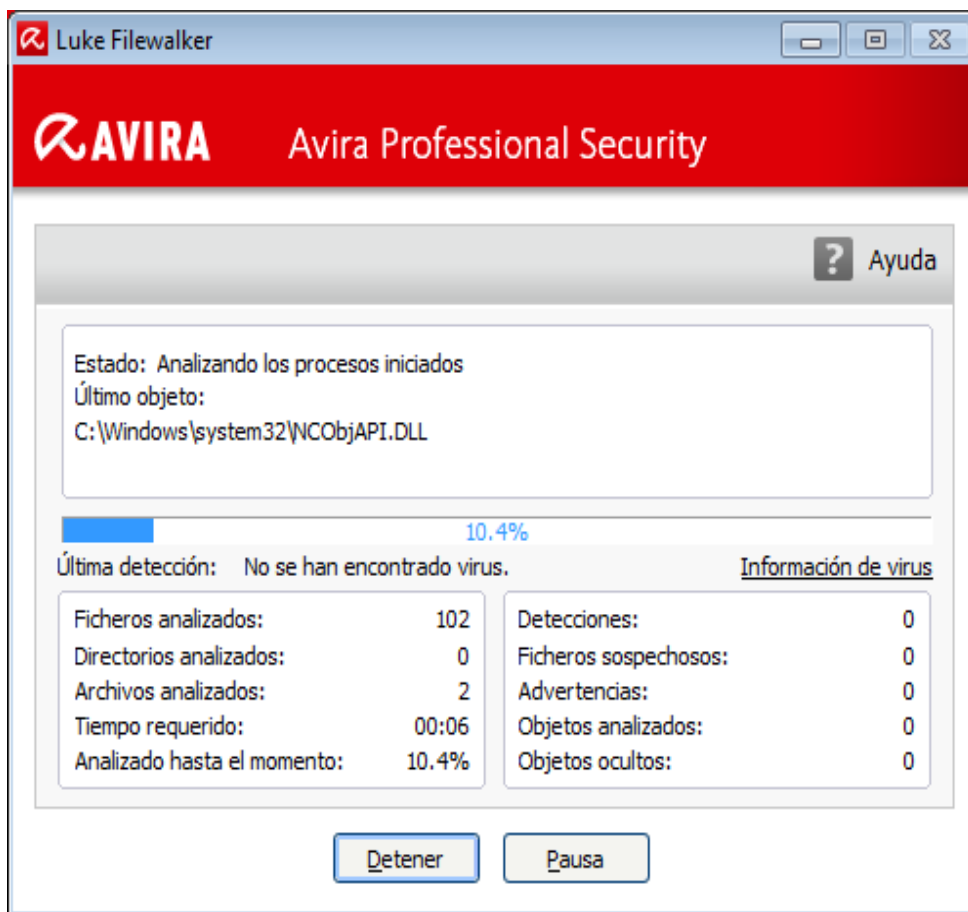 Luke Filewalker
AVIRA Avira Professional Security
? Ayuda
Estado: Analizando los procesos iniciados
Último objeto:
C:\Windows\system32\NCObjAPI.DLL
10.4%
Última detección: No se han encontrado virus. Información de virus
Ficheros analizados: 102
Directorios analizados: 0
Archivos analizados: 2
Tiempo requerido: 00:06
Analizado hasta el momento: 10.4%
Detecciones: 0
Ficheros sospechosos: 0
Advertencias: 0
Objetos analizados: 0
Objetos ocultos: 0
Detener Pausa